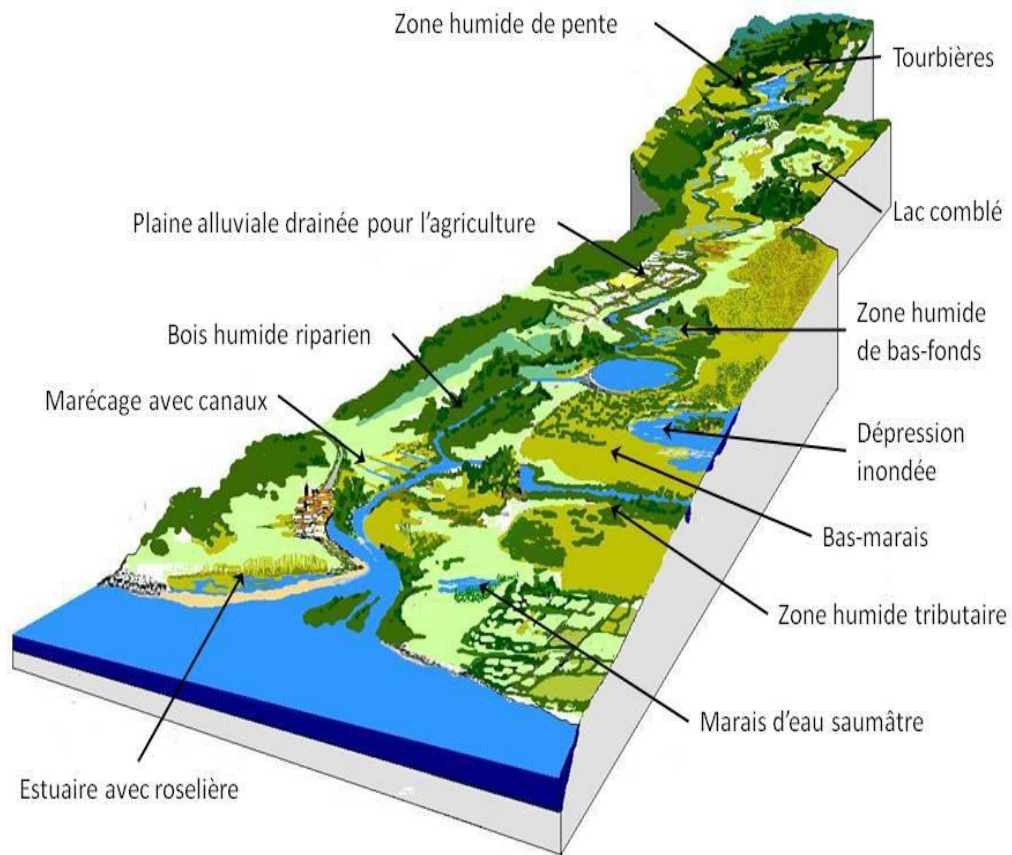 Zone humide de pente
Tourbières
Lac comblé
Plaine alluviale drainée pour l'agriculture
Zone humide
de bas-fonds
Bois humide riparien
Marécage avec canaux
Dépression
inondée
Bas-marais
Zone humide tributaire
Marais d'eau saumâtre
Estuaire avec roselière